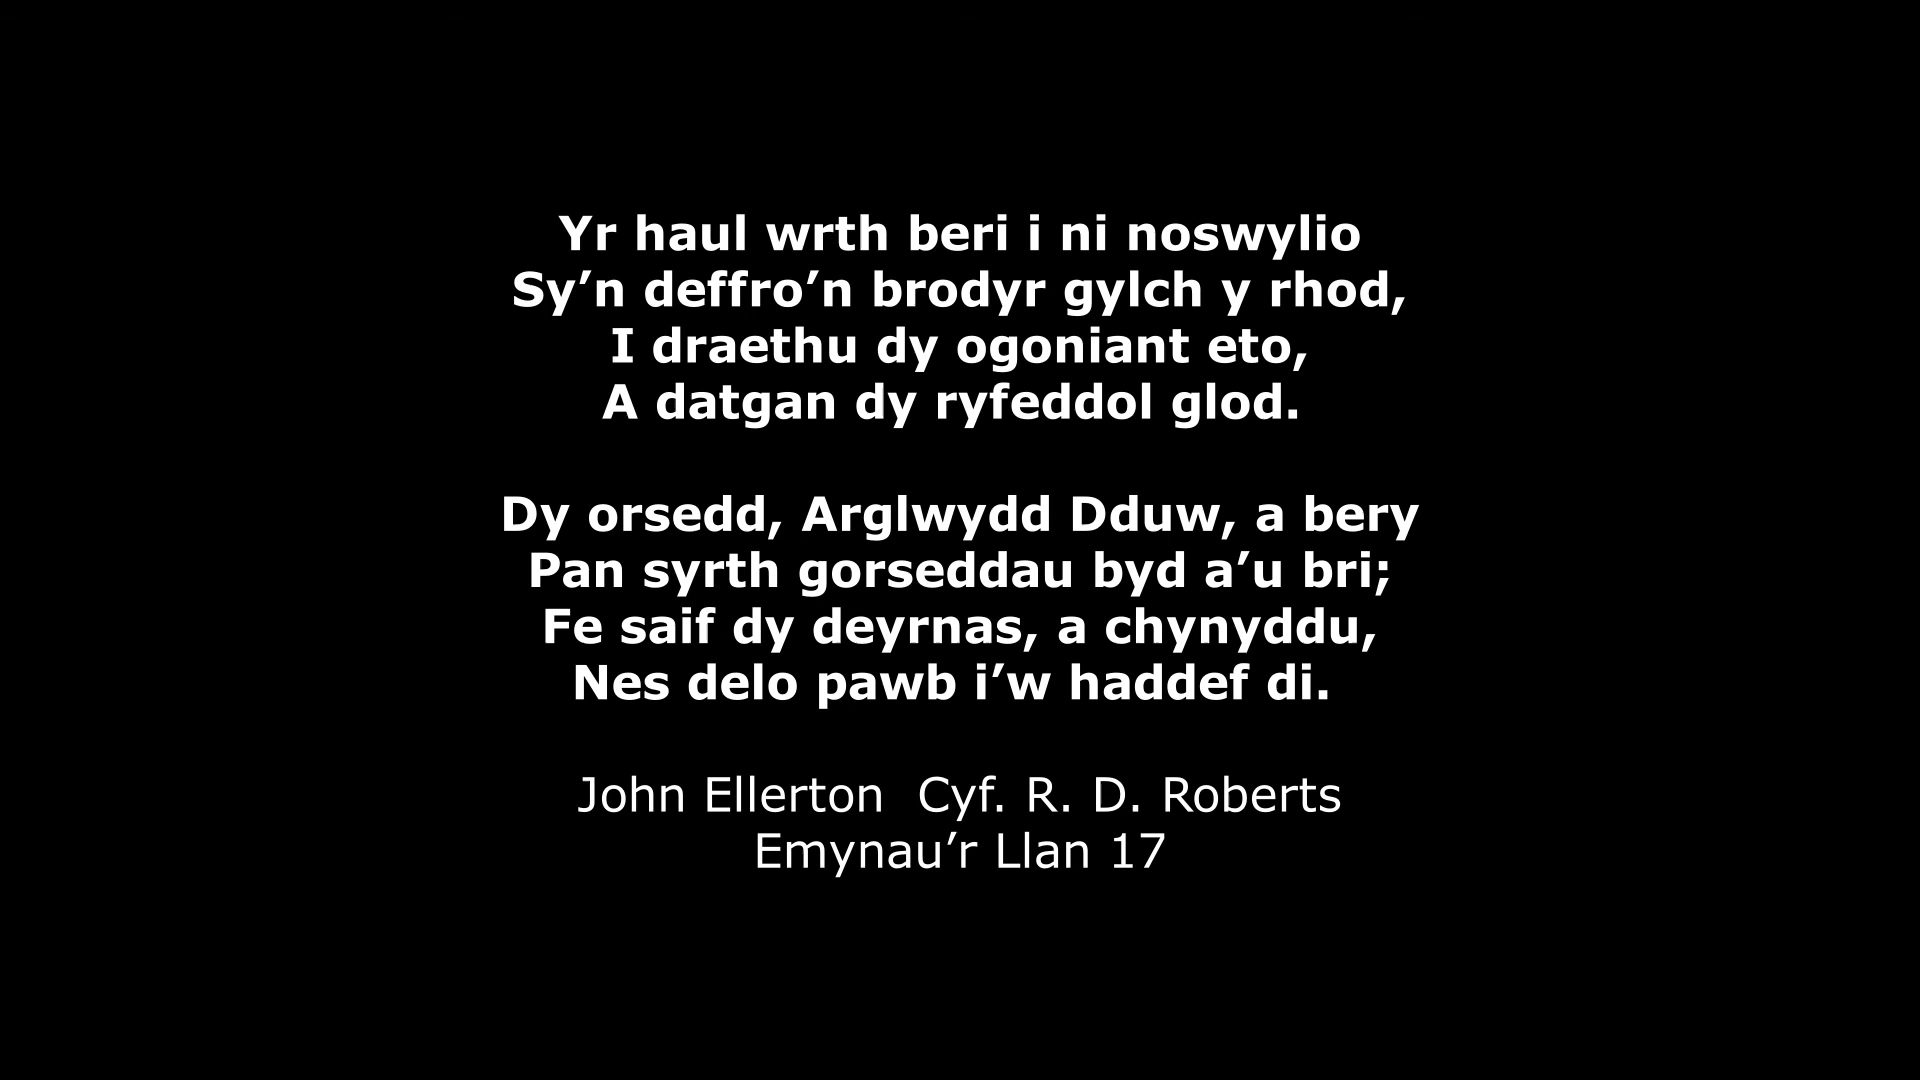 Yr haul wrth beri i ni noswylio
Sy’n deffro’n brodyr gylch y rhod,
I draethu dy ogoniant eto,
A datgan dy ryfeddol glod.
Dy orsedd, Arglwydd Dduw, a bery
Pan syrth gorseddau byd a’u bri;
Fe saif dy deyrnas, a chynyddu,
Nes delo pawb i’w haddef di.
John Ellerton  Cyf. R. D. Roberts
Emynau’r Llan 17